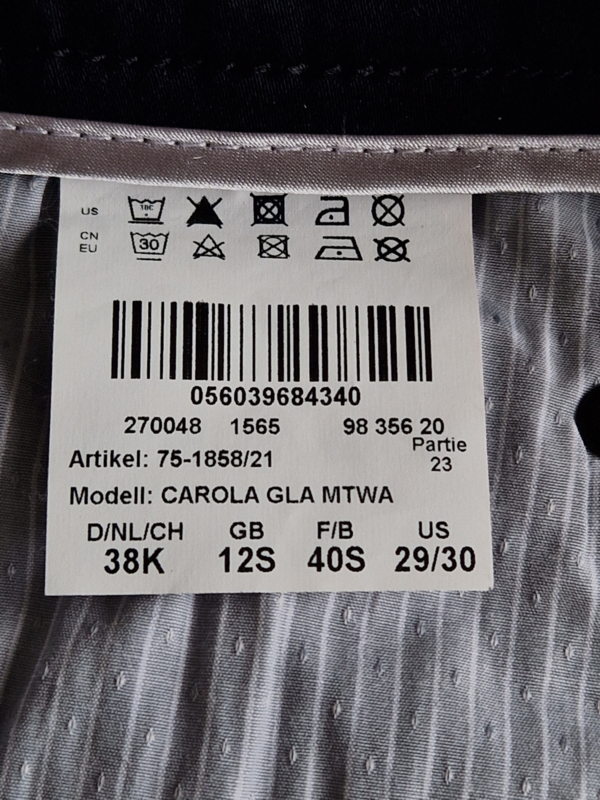 US
CN
EU
30
056039684340
270048 1565 98 356 20
Partie
23
Artikel: 75-1858/21
Modell: CAROLA GLA MTWA
D/NL/CH GB F/B US
38K 12S 40S 29/30